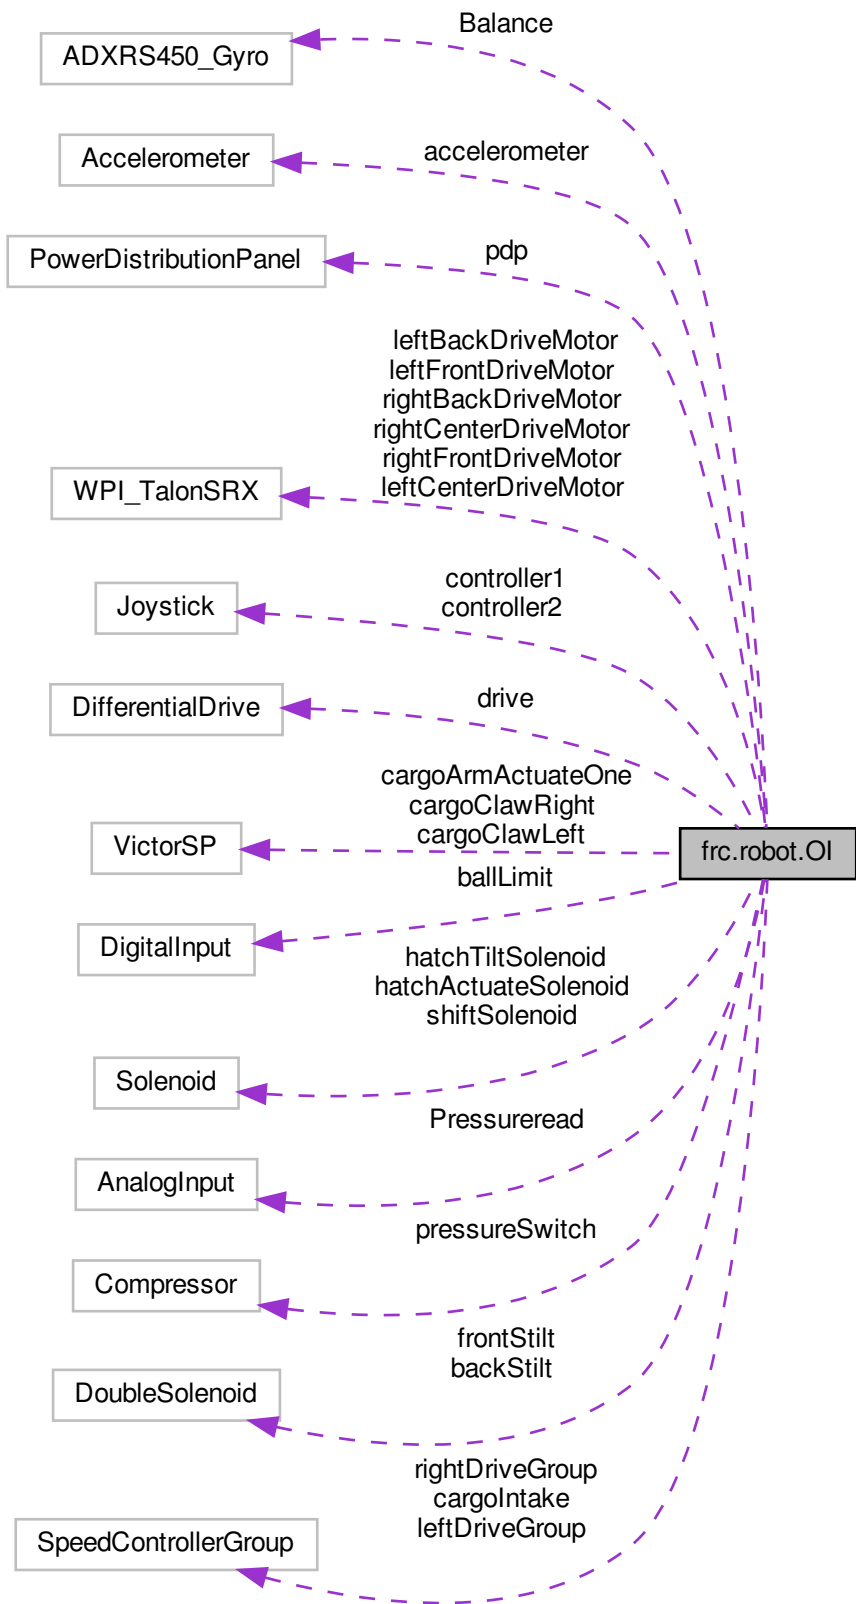 Balance
ADXRS450_Gyro
accelerometer
Accelerometer
pdp
PowerDistributionPanel
leftBackDriveMotor
leftFrontDriveMotor
rightBackDriveMotor
rightCenterDriveMotor
rightFrontDriveMotor
leftCenterDriveMotor
WPI_TalonSRX
controller1
controller2
Joystick
drive
DifferentialDrive
cargoArmActuateOne
cargoClawRight
cargoClawLeft
VictorSP
frc.robot.OI
ballLimit
DigitalInput
hatchTiltSolenoid
hatchActuateSolenoid
shiftSolenoid
Solenoid
Pressureread
AnalogInput
pressureSwitch
Compressor
frontStilt
backStilt
DoubleSolenoid
rightDriveGroup
cargoIntake
leftDriveGroup
SpeedControllerGroup